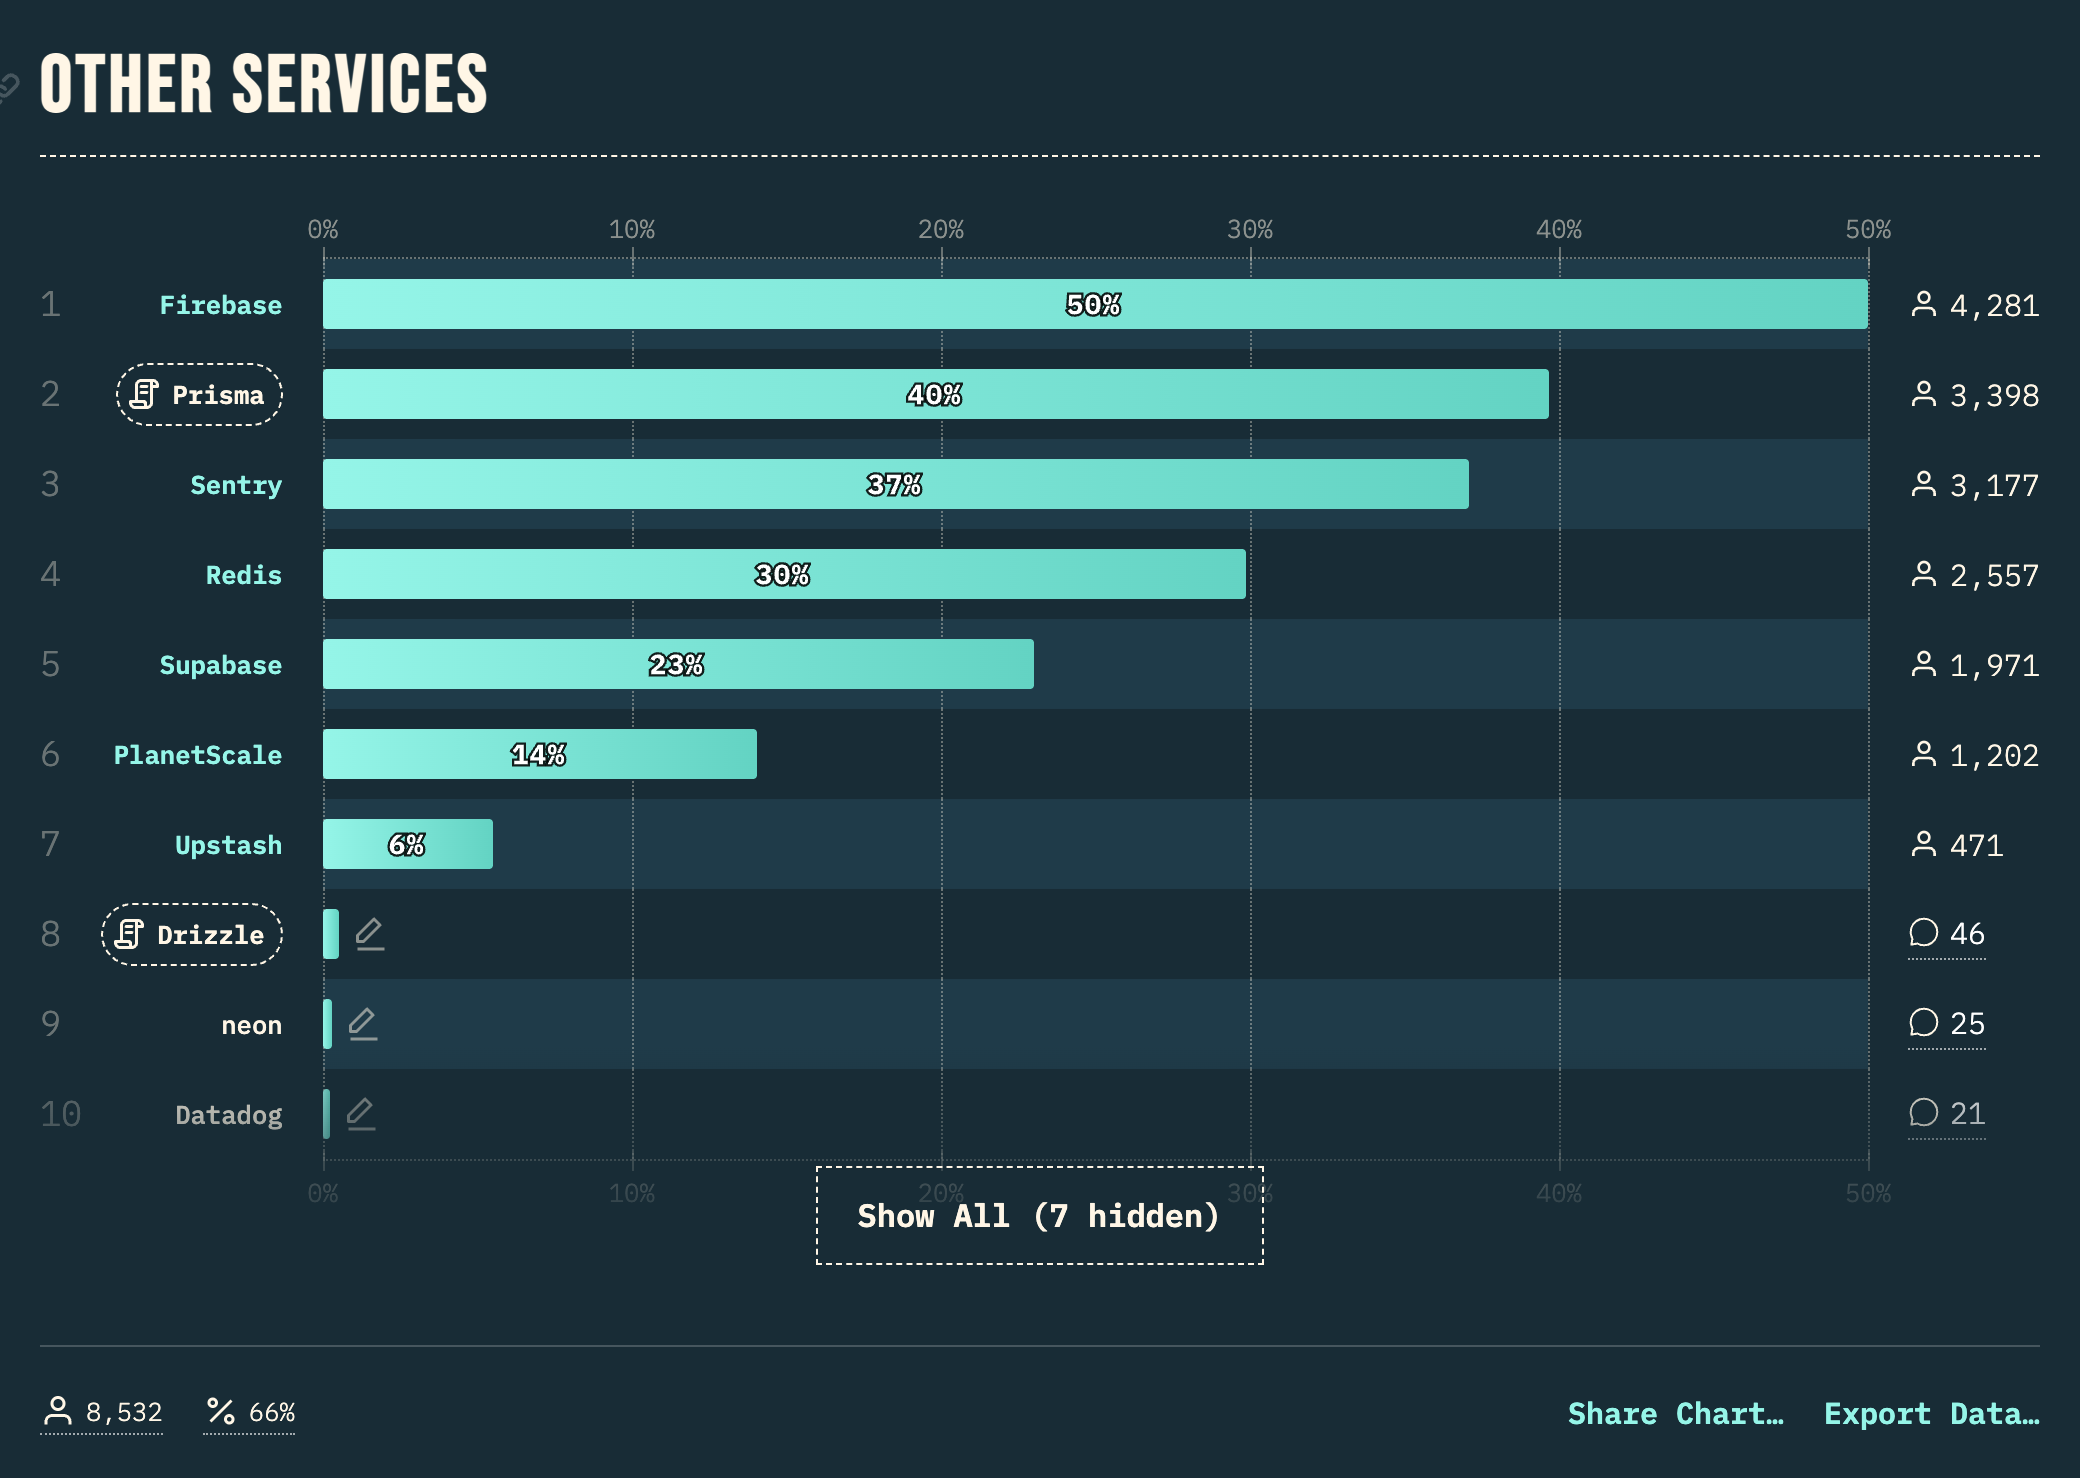 OTHER SERVICES
0% 10% 20% 30% 40% 50%
1 Firebase 50% 4,281
2 Prisma 40% 3,398
3 Sentry 37% 3,177
4 Redis 30% 2,557
5 Supabase 23% 1,971
6 PlanetScale 14% 1,202
7 Upstash 6% 471
8 Drizzle 46
9 neon 25
10 Datadog 21
0% 10% 20% 30% 40% 50%
Show All (7 hidden)
8,532 % 66% Share Chart… Export Data…